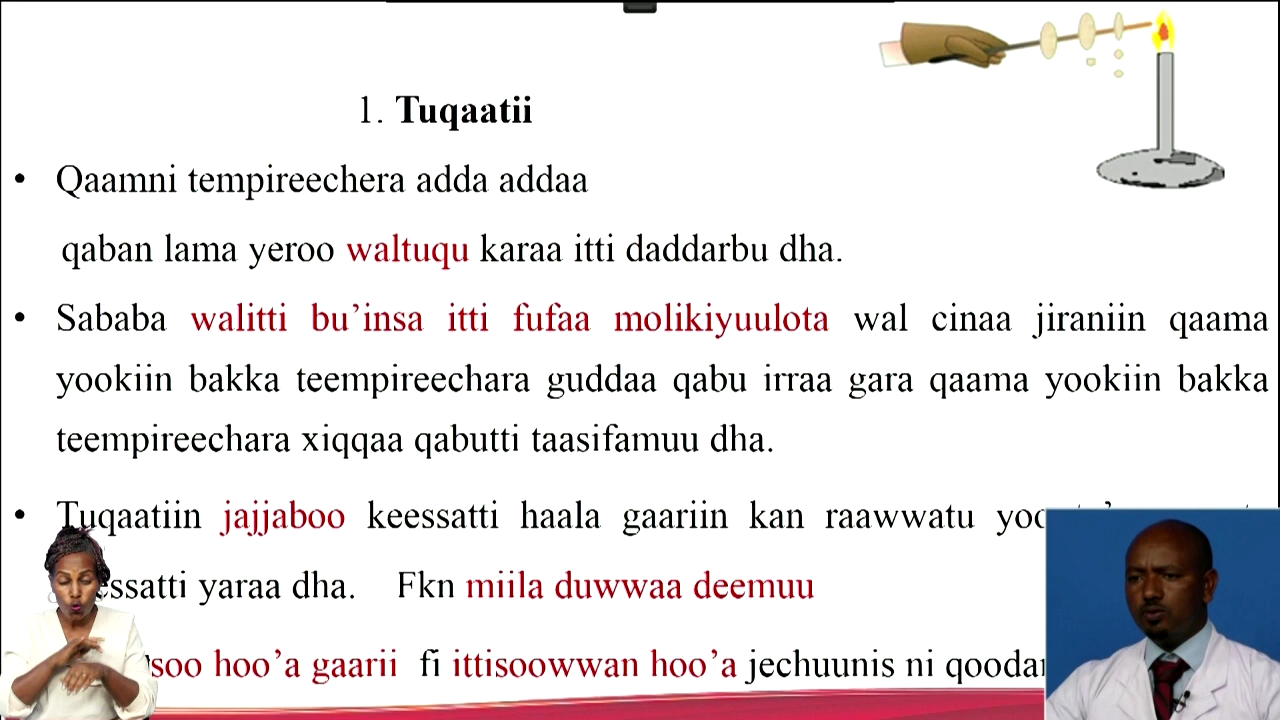 1. Tuqaatii
• Qaamni tempireechera adda addaa
qaban lama yeroo waltuqu karaa itti daddarbu dha.
• Sababa walitti bu’insa itti fufaa molikiyuulota wal cinaa jiraniin qaama
yookiin bakka teempireechara guddaa qabu irraa gara qaama yookiin bakka
teempireechara xiqqaa qabutti taasifamuu dha.
• Tuqaatiin jajjaboo keessatti haala gaariin kan raawwatu
yaraa dha. Fkn miila duwwaa deemuu
hoo’a gaarii fi ittisoowwan hoo’a jechuunis ni